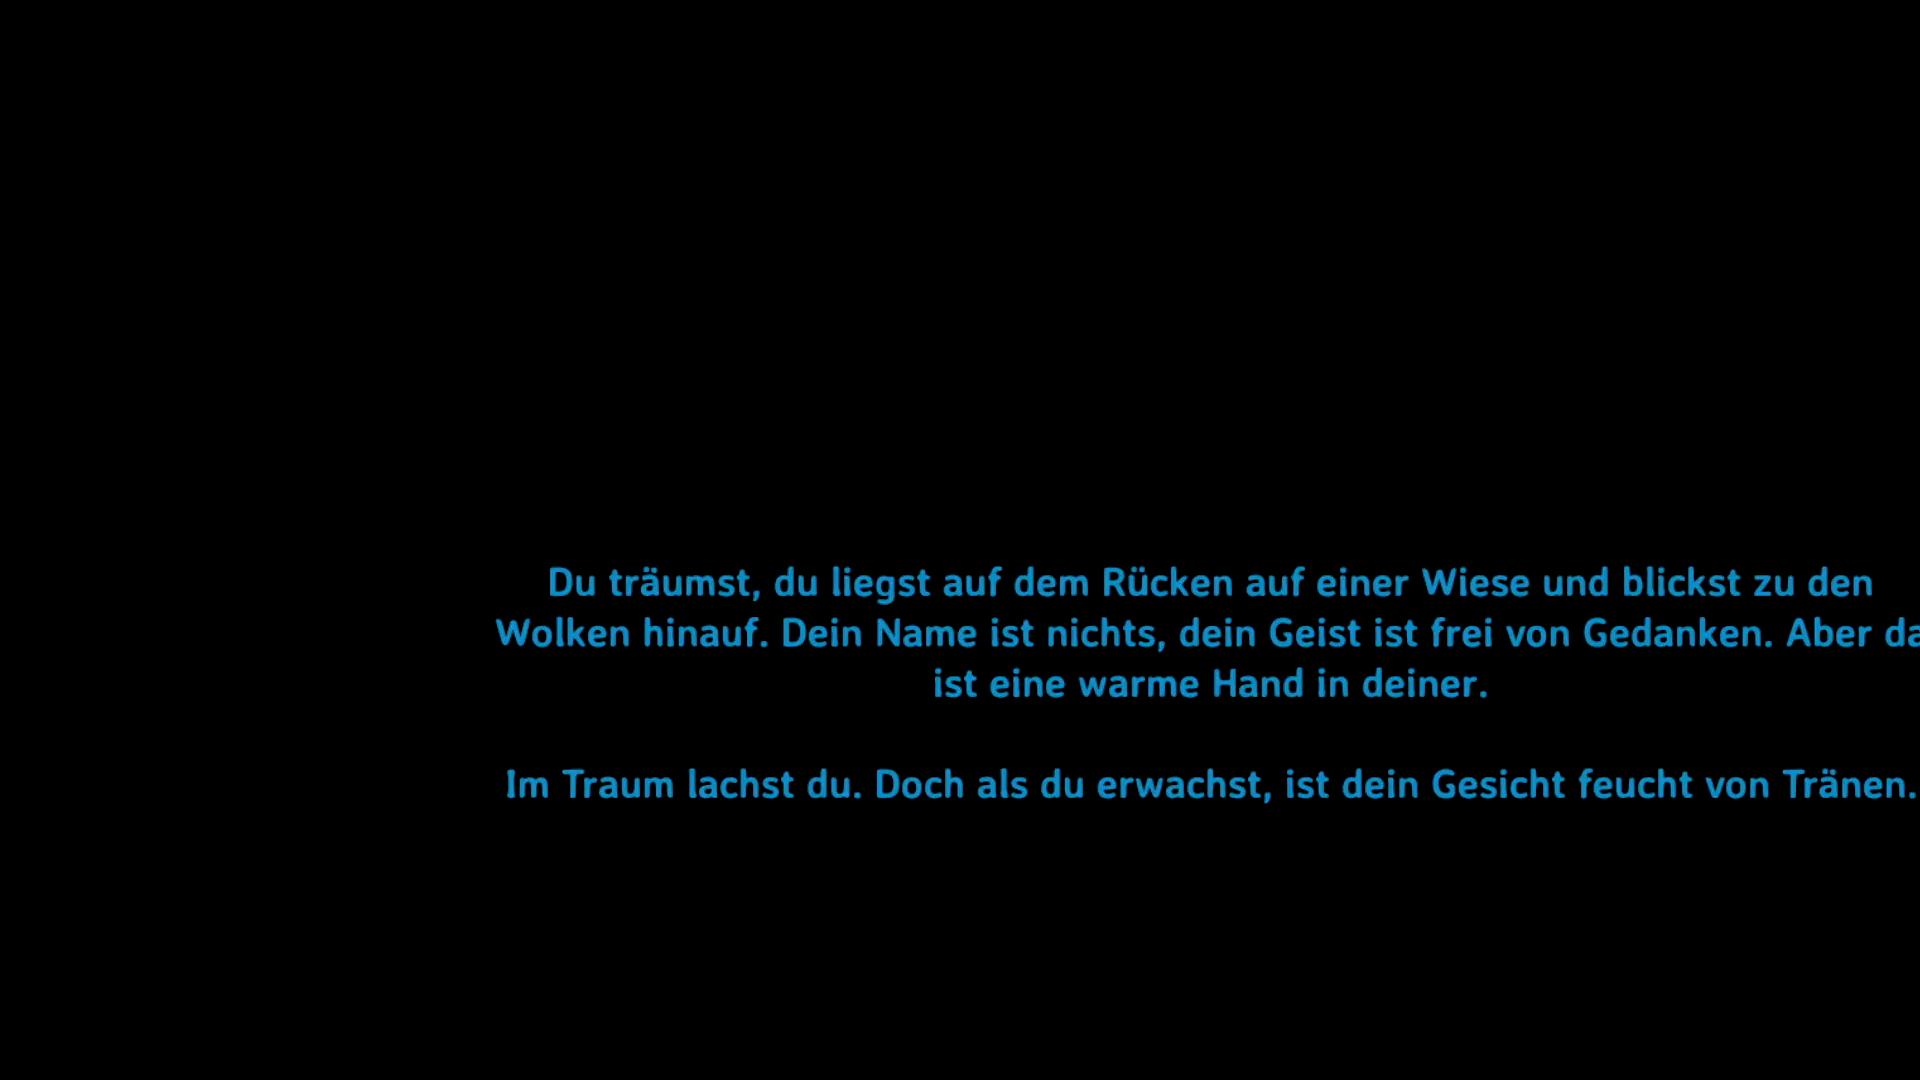 Du träumst, du liegst auf dem Rücken auf einer Wiese und blickst zu den
Wolken hinauf. Dein Name ist nichts, dein Geist ist frei von Gedanken. Aber da
ist eine warme Hand in deiner.
Im Traum lachst du. Doch als du erwachst, ist dein Gesicht feucht von Tränen.